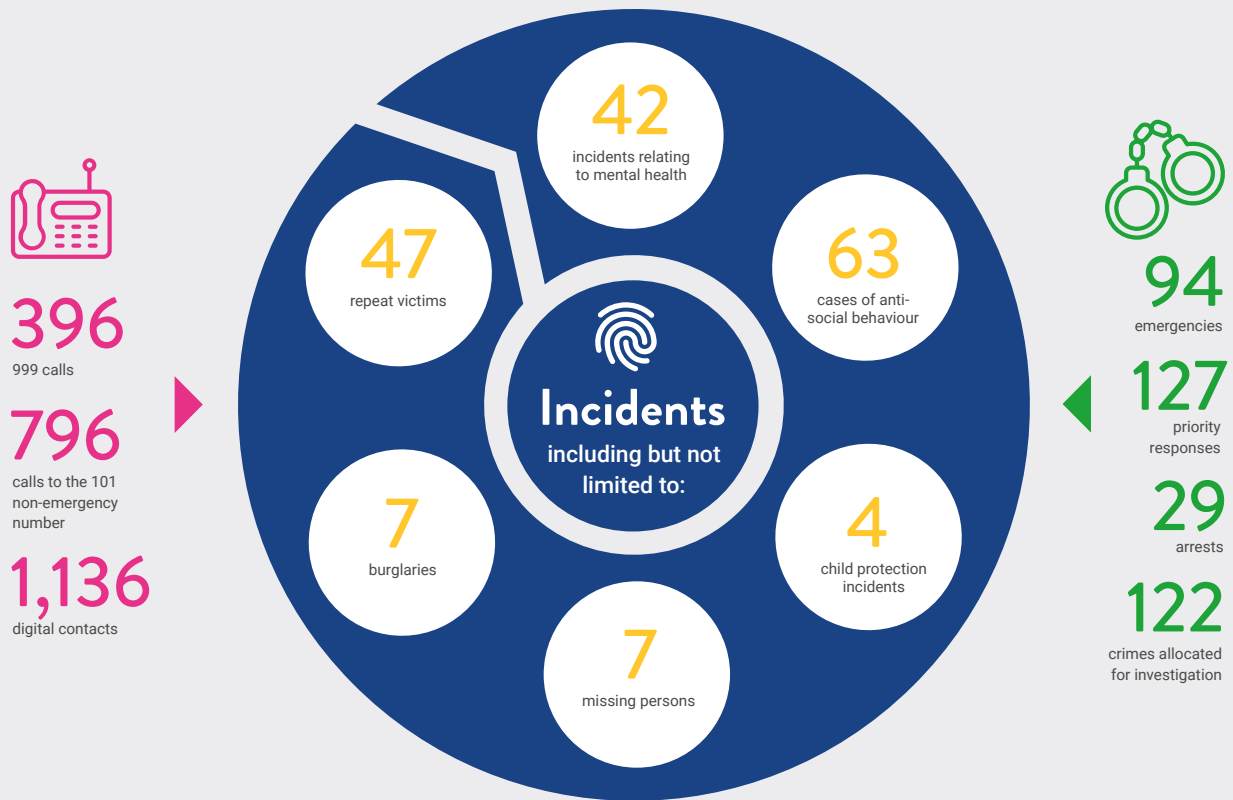 396
999 calls
796
calls to the 101
non-emergency
number
1,136
digital contacts
42
incidents relating
to mental health
63
cases of anti-
social behaviour
4
child protection
incidents
7
missing persons
7
burglaries
47
repeat victims
Incidents
including but not
limited to:
94
emergencies
127
priority
responses
29
arrests
122
crimes allocated
for investigation